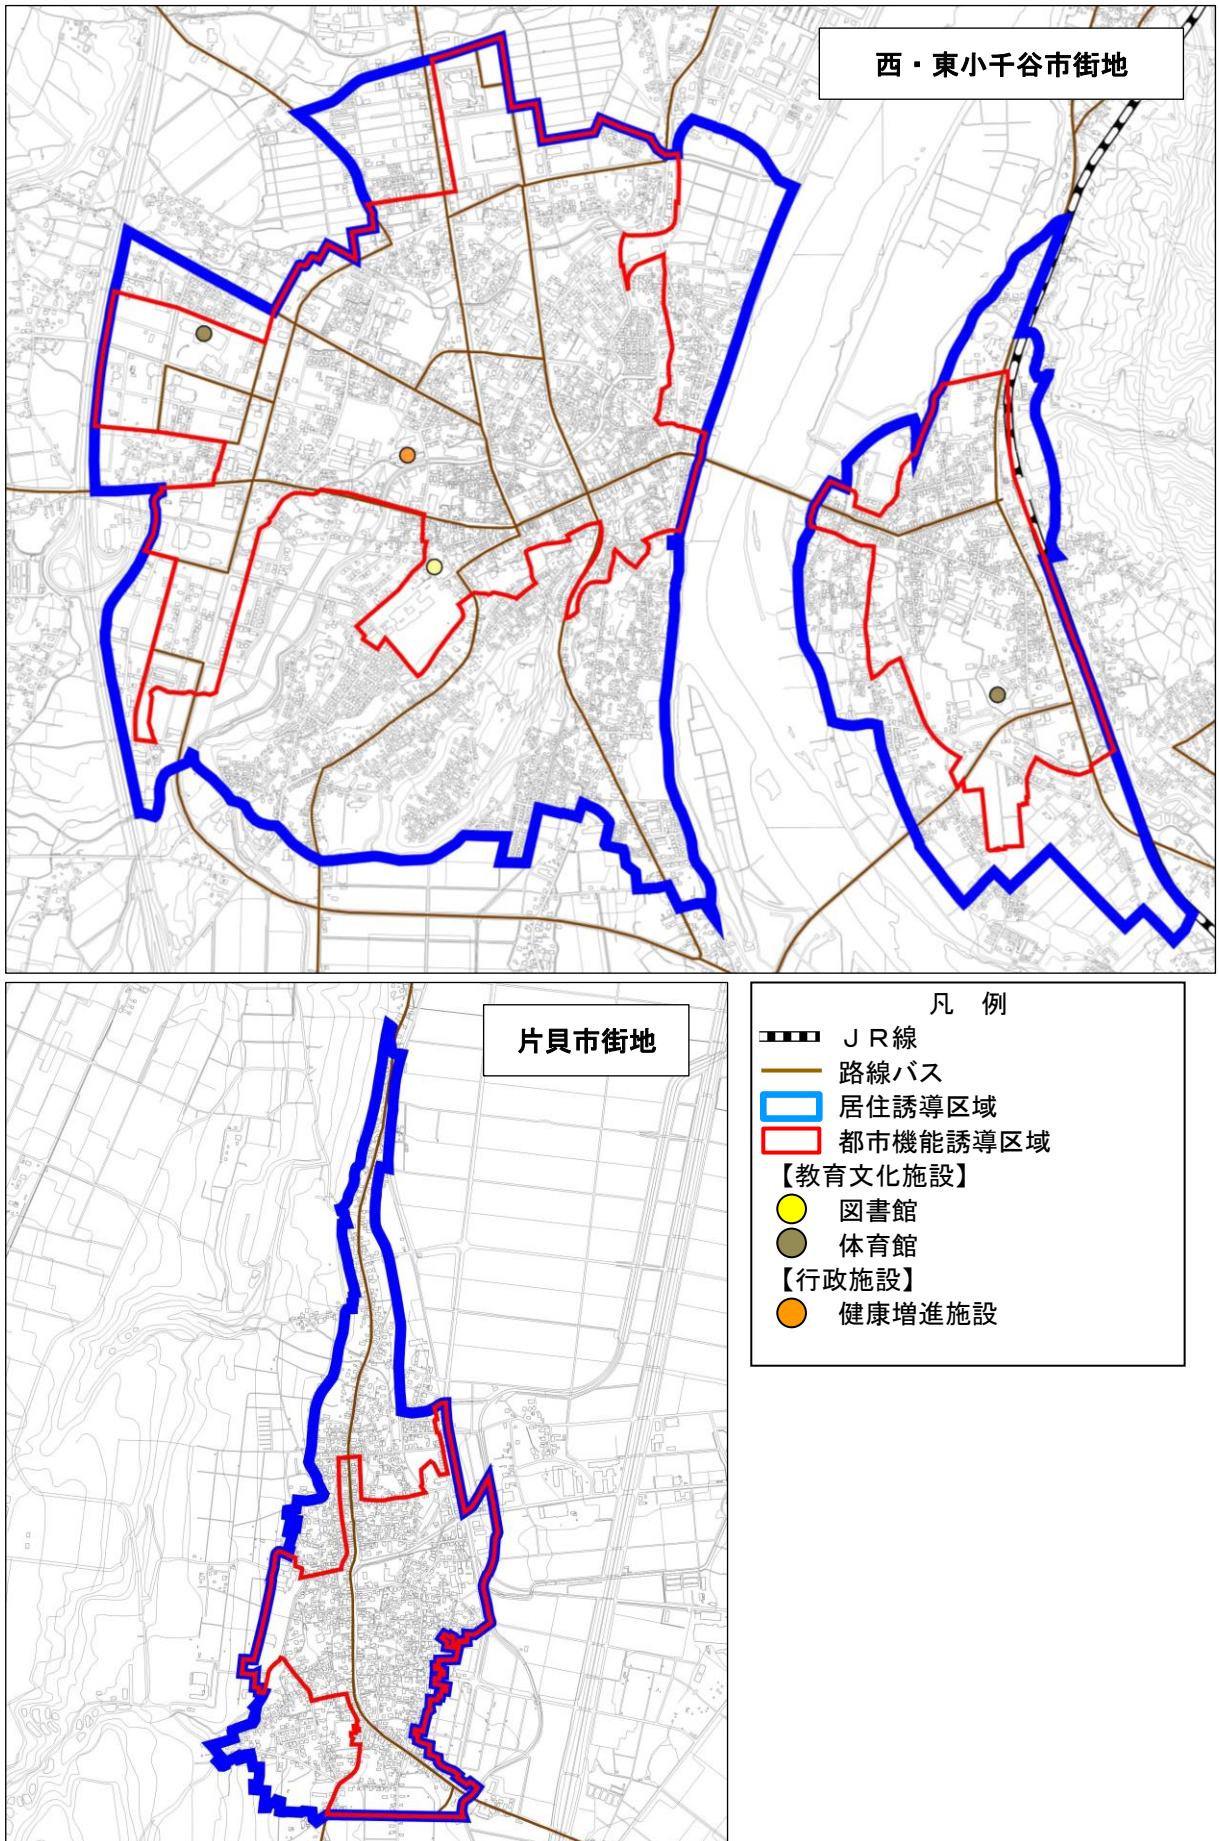 西・東小千谷市街地
片貝市街地
凡　例
ＪＲ線
路線バス
居住誘導区域
都市機能誘導区域
【教育文化施設】
図書館
体育館
【行政施設】
健康増進施設